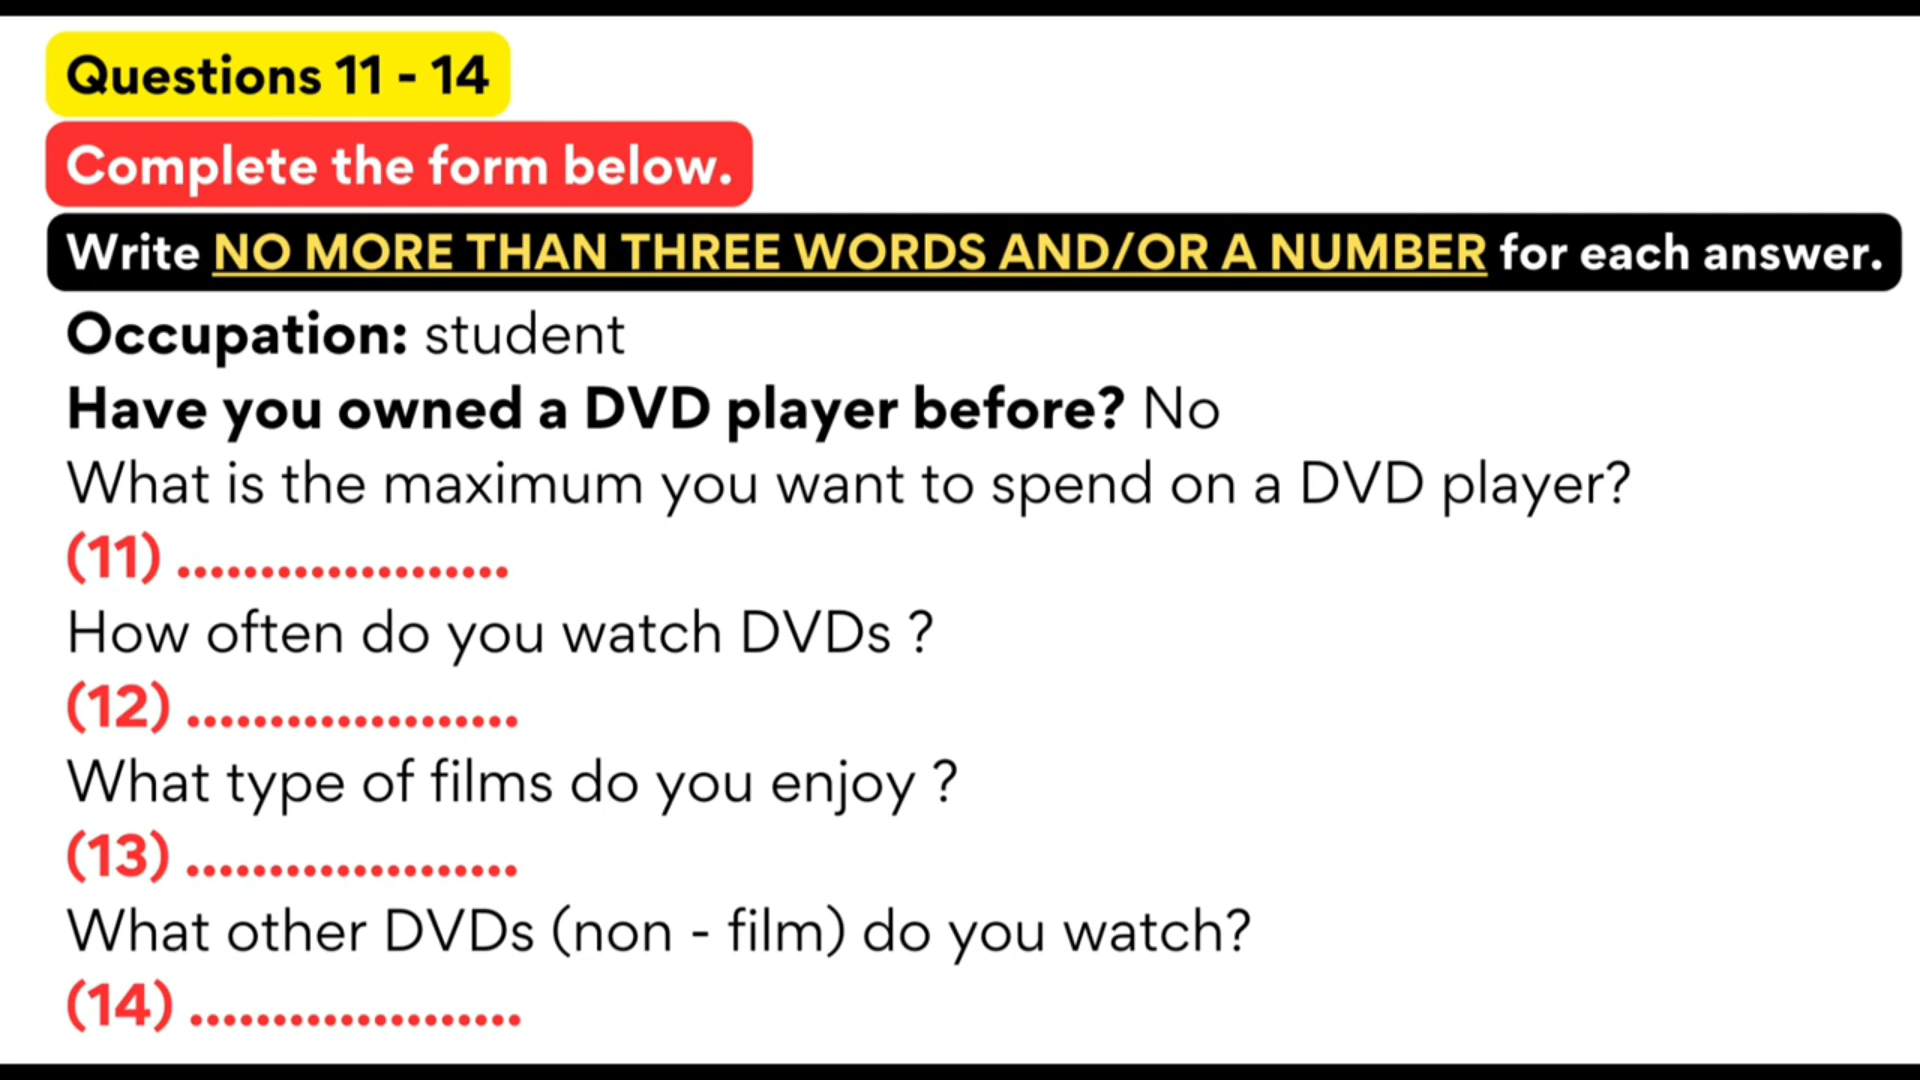 Questions 11 - 14
Complete the form below.
Write NO MORE THAN THREE WORDS AND/OR A NUMBER for each answer.
Occupation: student
Have you owned a DVD player before? No
What is the maximum you want to spend on a DVD player?
(11) ....................
How often do you watch DVDs ?
(12) ....................
What type of films do you enjoy ?
(13) ....................
What other DVDs (non - film) do you watch?
(14) ....................